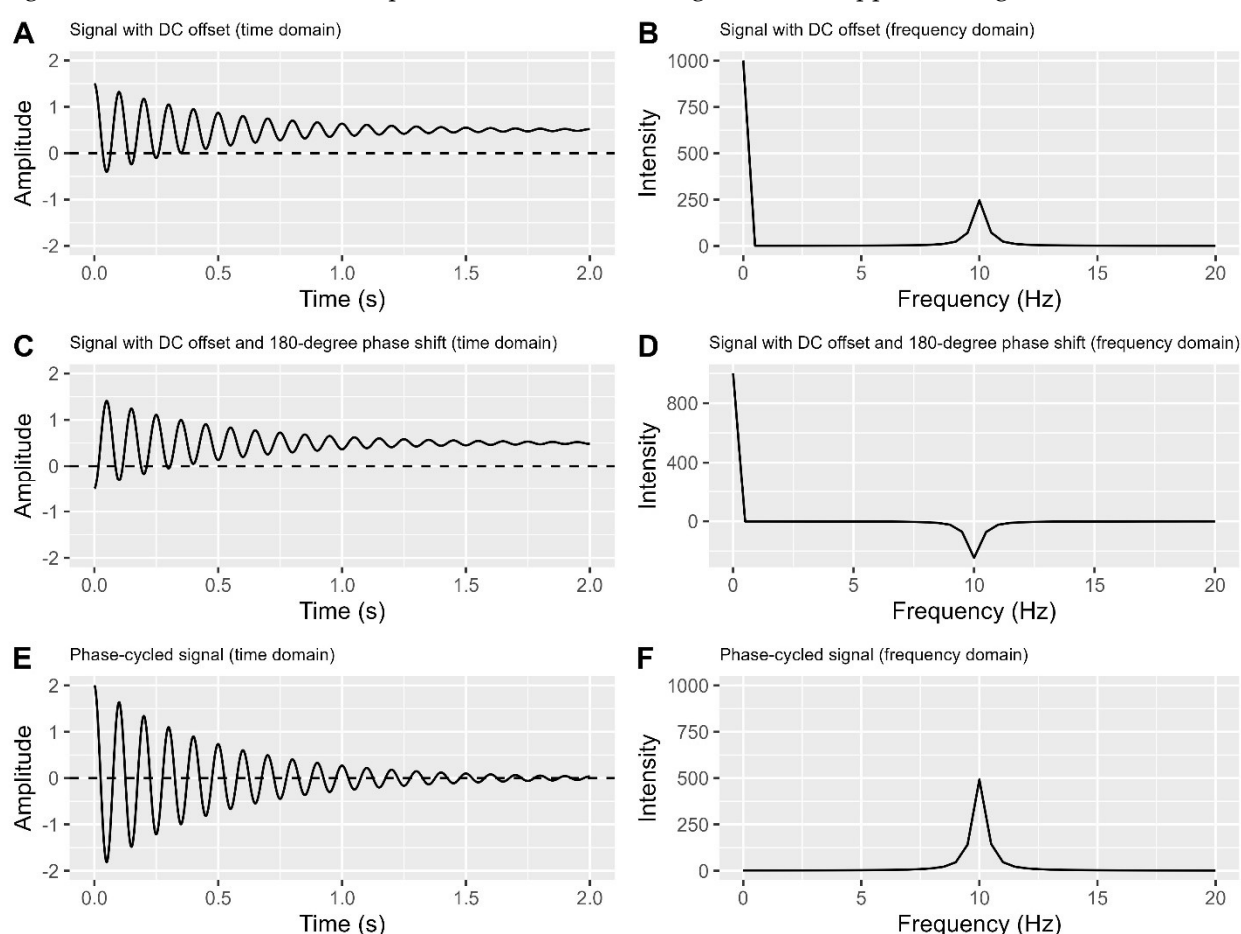 A Signal with DC offset (time domain)
2
1
0
-1
-2
Amplitude
0.0 0.5 1.0 1.5 2.0
Time (s)
B Signal with DC offset (frequency domain)
1000
750
500
250
0
Intensity
0 5 10 15 20
Frequency (Hz)
C Signal with DC offset and 180-degree phase shift (time domain)
2
1
0
-1
-2
Amplitude
0.0 0.5 1.0 1.5 2.0
Time (s)
D Signal with DC offset and 180-degree phase shift (frequency domain)
800
400
0
Intensity
0 5 10 15 20
Frequency (Hz)
E Phase-cycled signal (time domain)
2
1
0
-1
-2
Amplitude
0.0 0.5 1.0 1.5 2.0
Time (s)
F Phase-cycled signal (frequency domain)
1000
750
500
250
0
Intensity
0 5 10 15 20
Frequency (Hz)